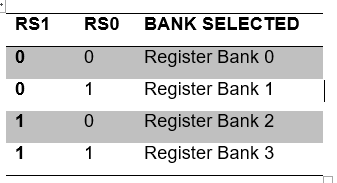 RS1 RS0 BANK SELECTED
0 0 Register Bank 0
0 1 Register Bank 1
1 0 Register Bank 2
1 1 Register Bank 3